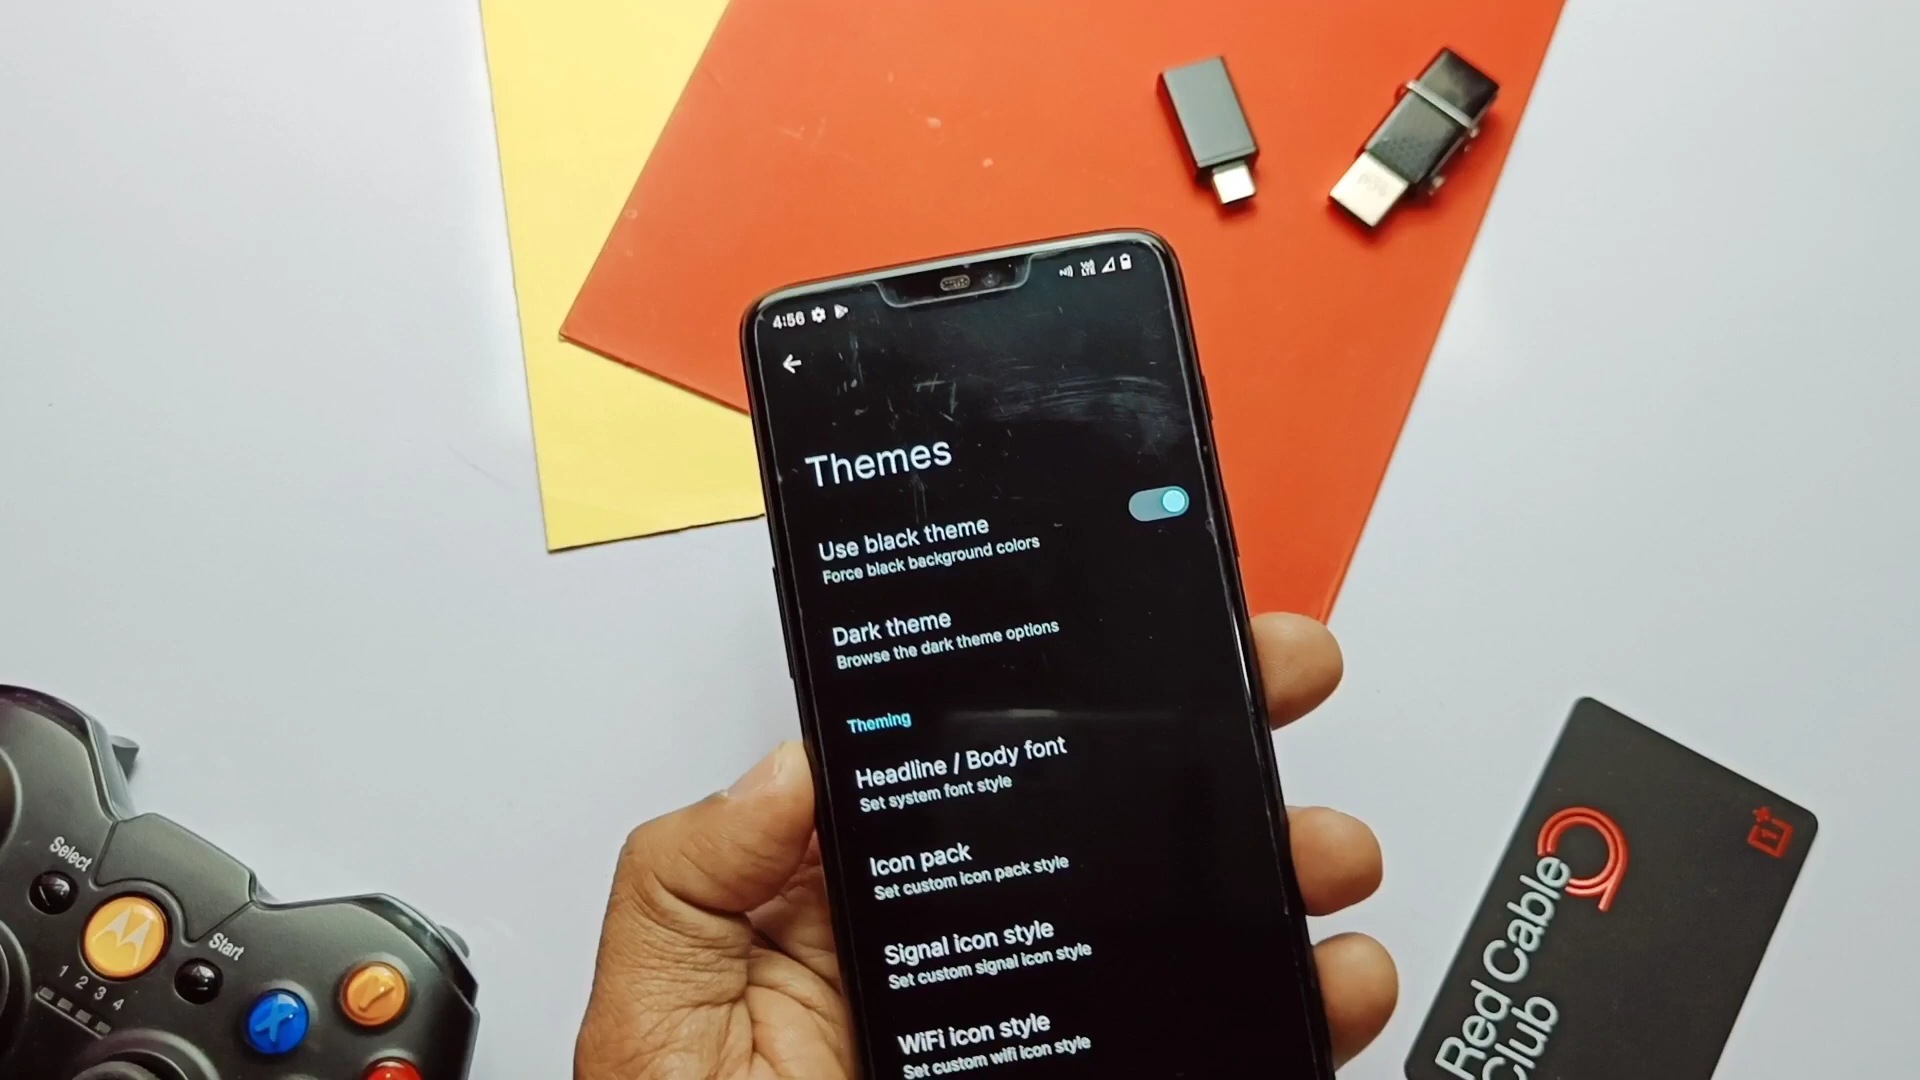 4:56
Themes
Use black theme
Force black background colors
Dark theme
Browse the dark theme options
Theming
Headline / Body font
Set system font style
Icon pack
Set custom icon pack style
Signal icon style
Set custom signal icon style
WiFi icon style
Set custom wifi icon style
Select
Start
1 2 3 4
X
Y
Red Cable
Club
1+